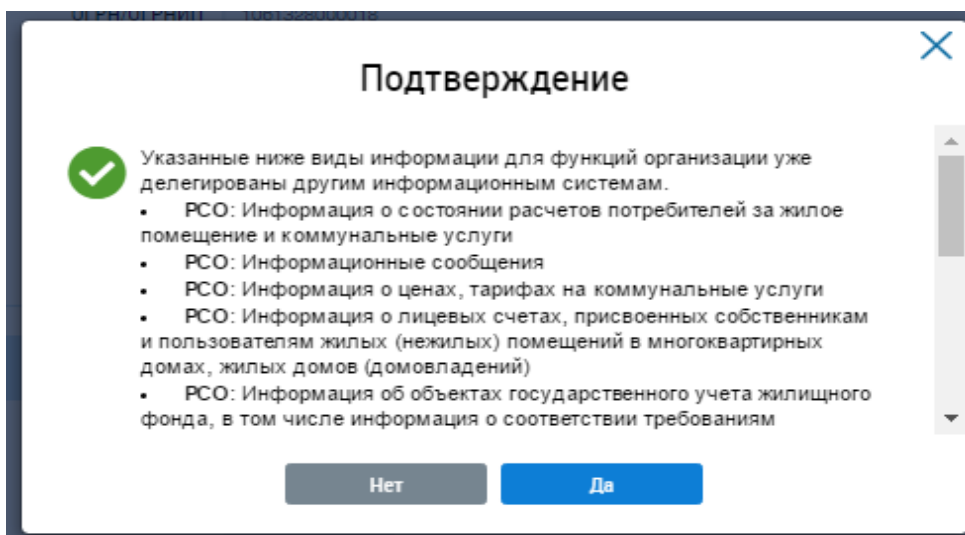 ОГРН/ОГРНИП 1061328000018
Подтверждение
Указанные ниже виды информации для функций организации уже
делегированы другим информационным системам.
• РСО: Информация о состоянии расчетов потребителей за жилое
помещение и коммунальные услуги
• РСО: Информационные сообщения
• РСО: Информация о ценах, тарифах на коммунальные услуги
• РСО: Информация о лицевых счетах, присвоенных собственникам
и пользователям жилых (нежилых) помещений в многоквартирных
домах, жилых домов (домовладений)
• РСО: Информация об объектах государственного учета жилищного
фонда, в том числе информация о соответствии требованиям
Нет Да